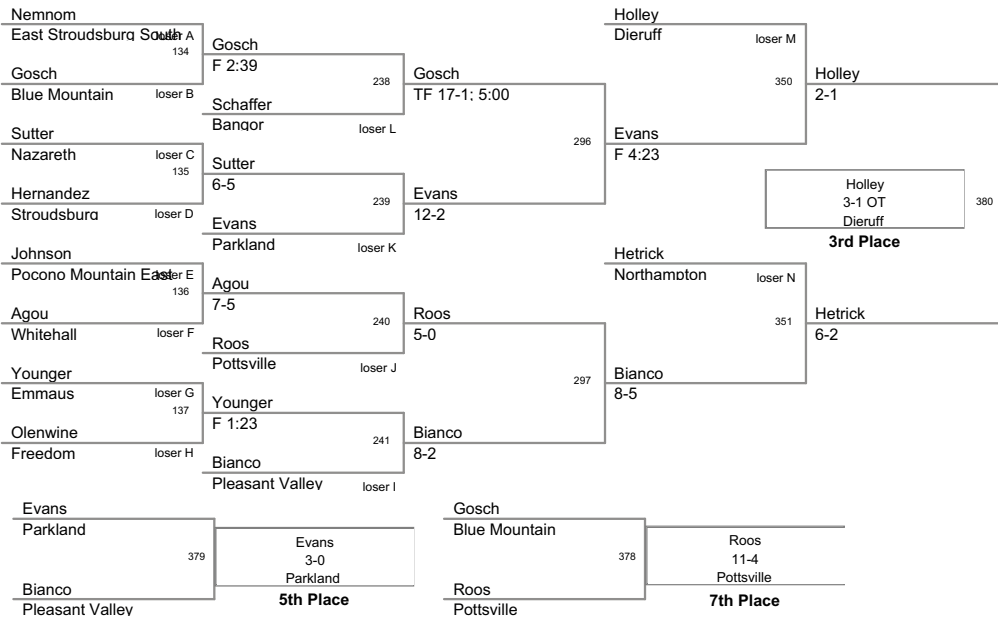 Nemnom
East Stroudsburg South
loser A
134
Gosch
Blue Mountain
loser B
Gosch
F 2:39
238
Schaffer
Bangor
loser L
Sutter
Nazareth
loser C
135
Hernandez
Stroudsburg
loser D
Sutter
6-5
239
Evans
Parkland
loser K
Gosch
TF 17-1; 5:00
296
Evans
12-2
Johnson
Pocono Mountain East
loser E
136
Agou
Whitehall
loser F
Agou
7-5
240
Roos
Pottsville
loser J
Younger
Emmaus
loser G
137
Olenwine
Freedom
loser H
Younger
F 1:23
241
Bianco
Pleasant Valley
loser I
Roos
5-0
297
Bianco
8-2
Holley
Dieruff
loser M
350
Evans
F 4:23
Holley
2-1
Holley
3-1 OT
Dieruff
380
3rd Place
Hetrick
Northampton
loser N
351
Bianco
8-5
Hetrick
6-2
Evans
Parkland
379
Bianco
Pleasant Valley
Evans
3-0
Parkland
5th Place
Gosch
Blue Mountain
378
Roos
Pottsville
Roos
11-4
Pottsville
7th Place